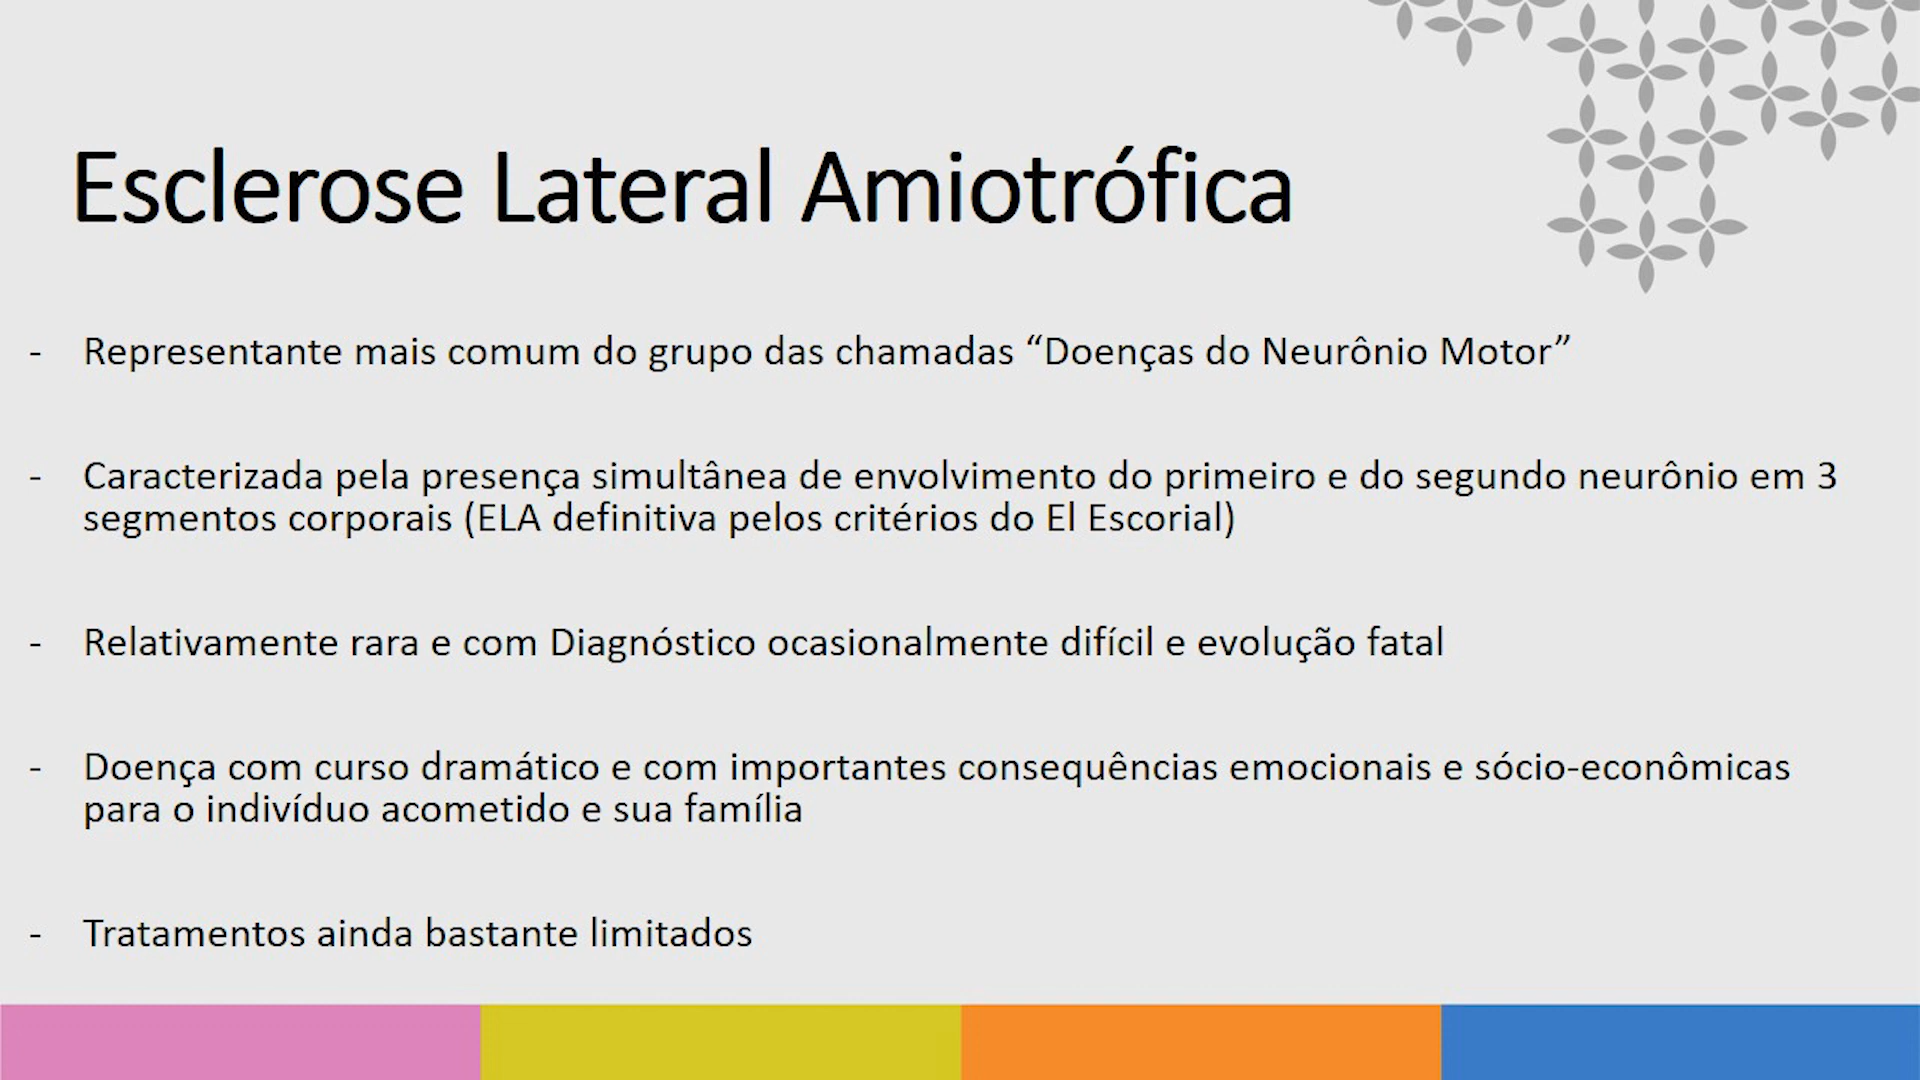 Esclerose Lateral Amiotrófica
- Representante mais comum do grupo das chamadas “Doenças do Neurônio Motor”
- Caracterizada pela presença simultânea de envolvimento do primeiro e do segundo neurônio em 3
segmentos corporais (ELA definitiva pelos critérios do El Escorial)
- Relativamente rara e com Diagnóstico ocasionalmente difícil e evolução fatal
- Doença com curso dramático e com importantes consequências emocionais e sócio-econômicas
para o indivíduo acometido e sua família
- Tratamentos ainda bastante limitados